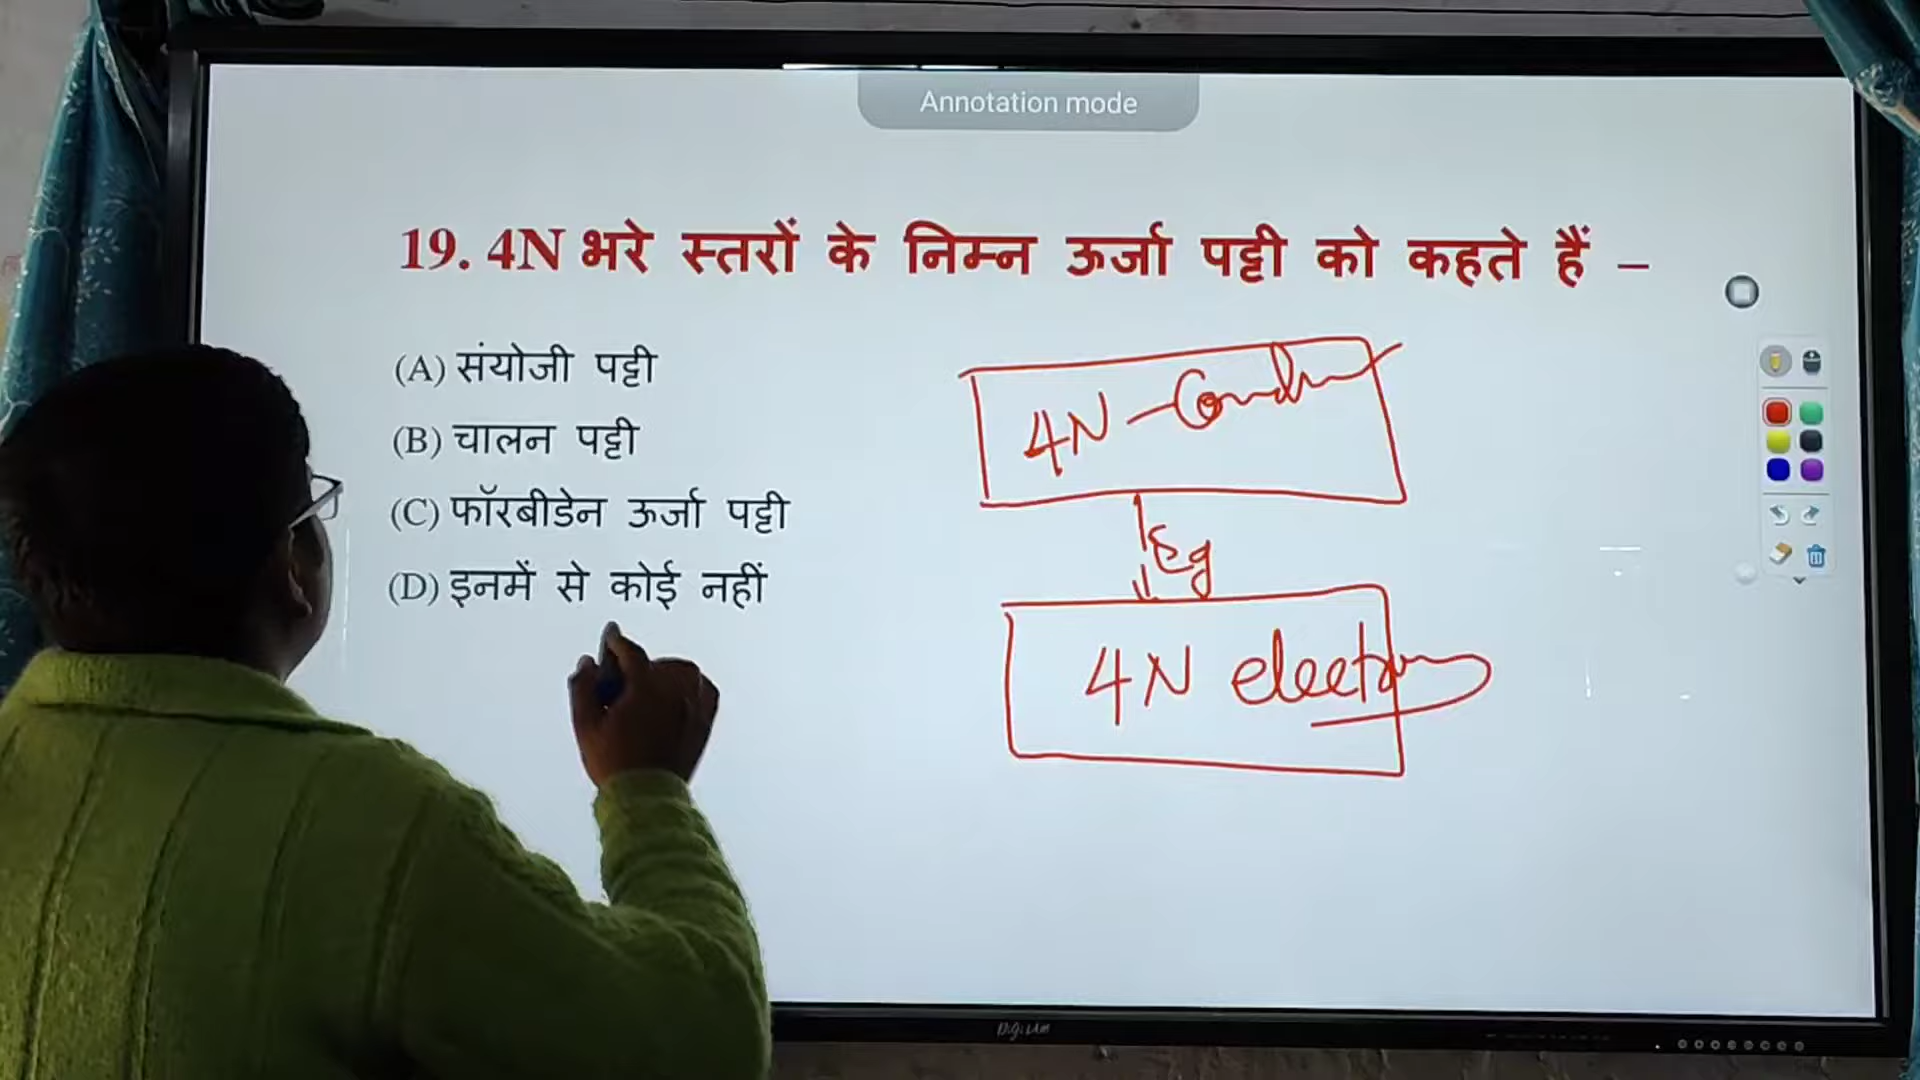 Annotation mode
19. 4N भरे स्तरों के निम्न ऊर्जा पट्टी को कहते हैं –
(A) संयोजी पट्टी
(B) चालन पट्टी
(C) फॉरबीडेन ऊर्जा पट्टी
(D) इनमें से कोई नहीं
4N -
Eg
4N